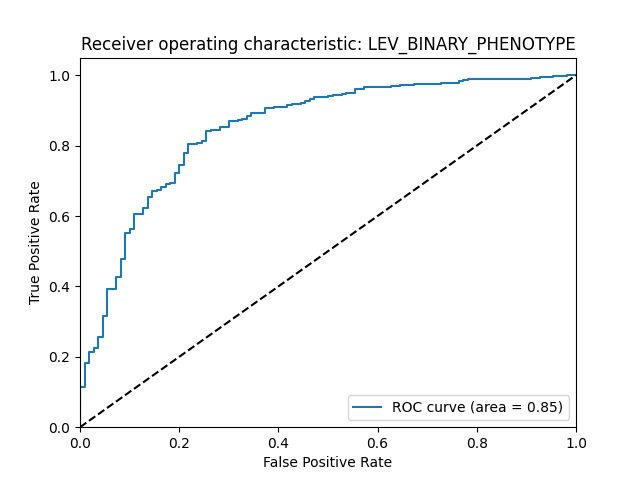 Receiver operating characteristic: LEV_BINARY_PHENOTYPE
1.0
0.8
0.6
0.4
0.2
0.0
True Positive Rate
ROC curve (area = 0.85)
0.0 0.2 0.4 0.6 0.8 1.0
False Positive Rate